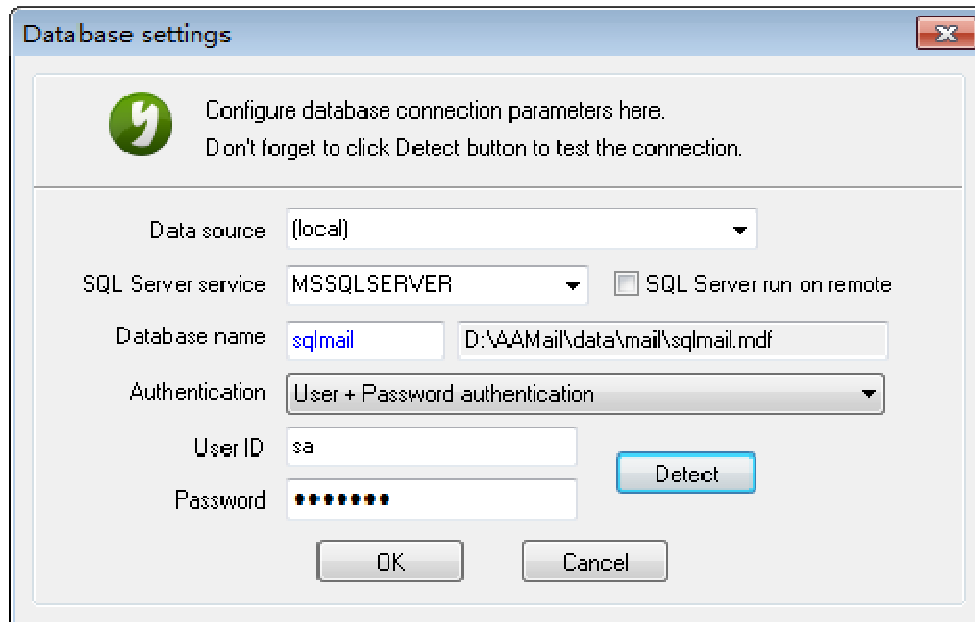 Database settings
Configure database connection parameters here.
Don't forget to click Detect button to test the connection.
Data source (local)
SQL Server service MSSQLSERVER SQL Server run on remote
Database name sqlmail D:\AAMail\data\mail\sqlmail.mdf
Authentication User + Password authentication
User ID sa
Detect
Password •••••••
OK Cancel